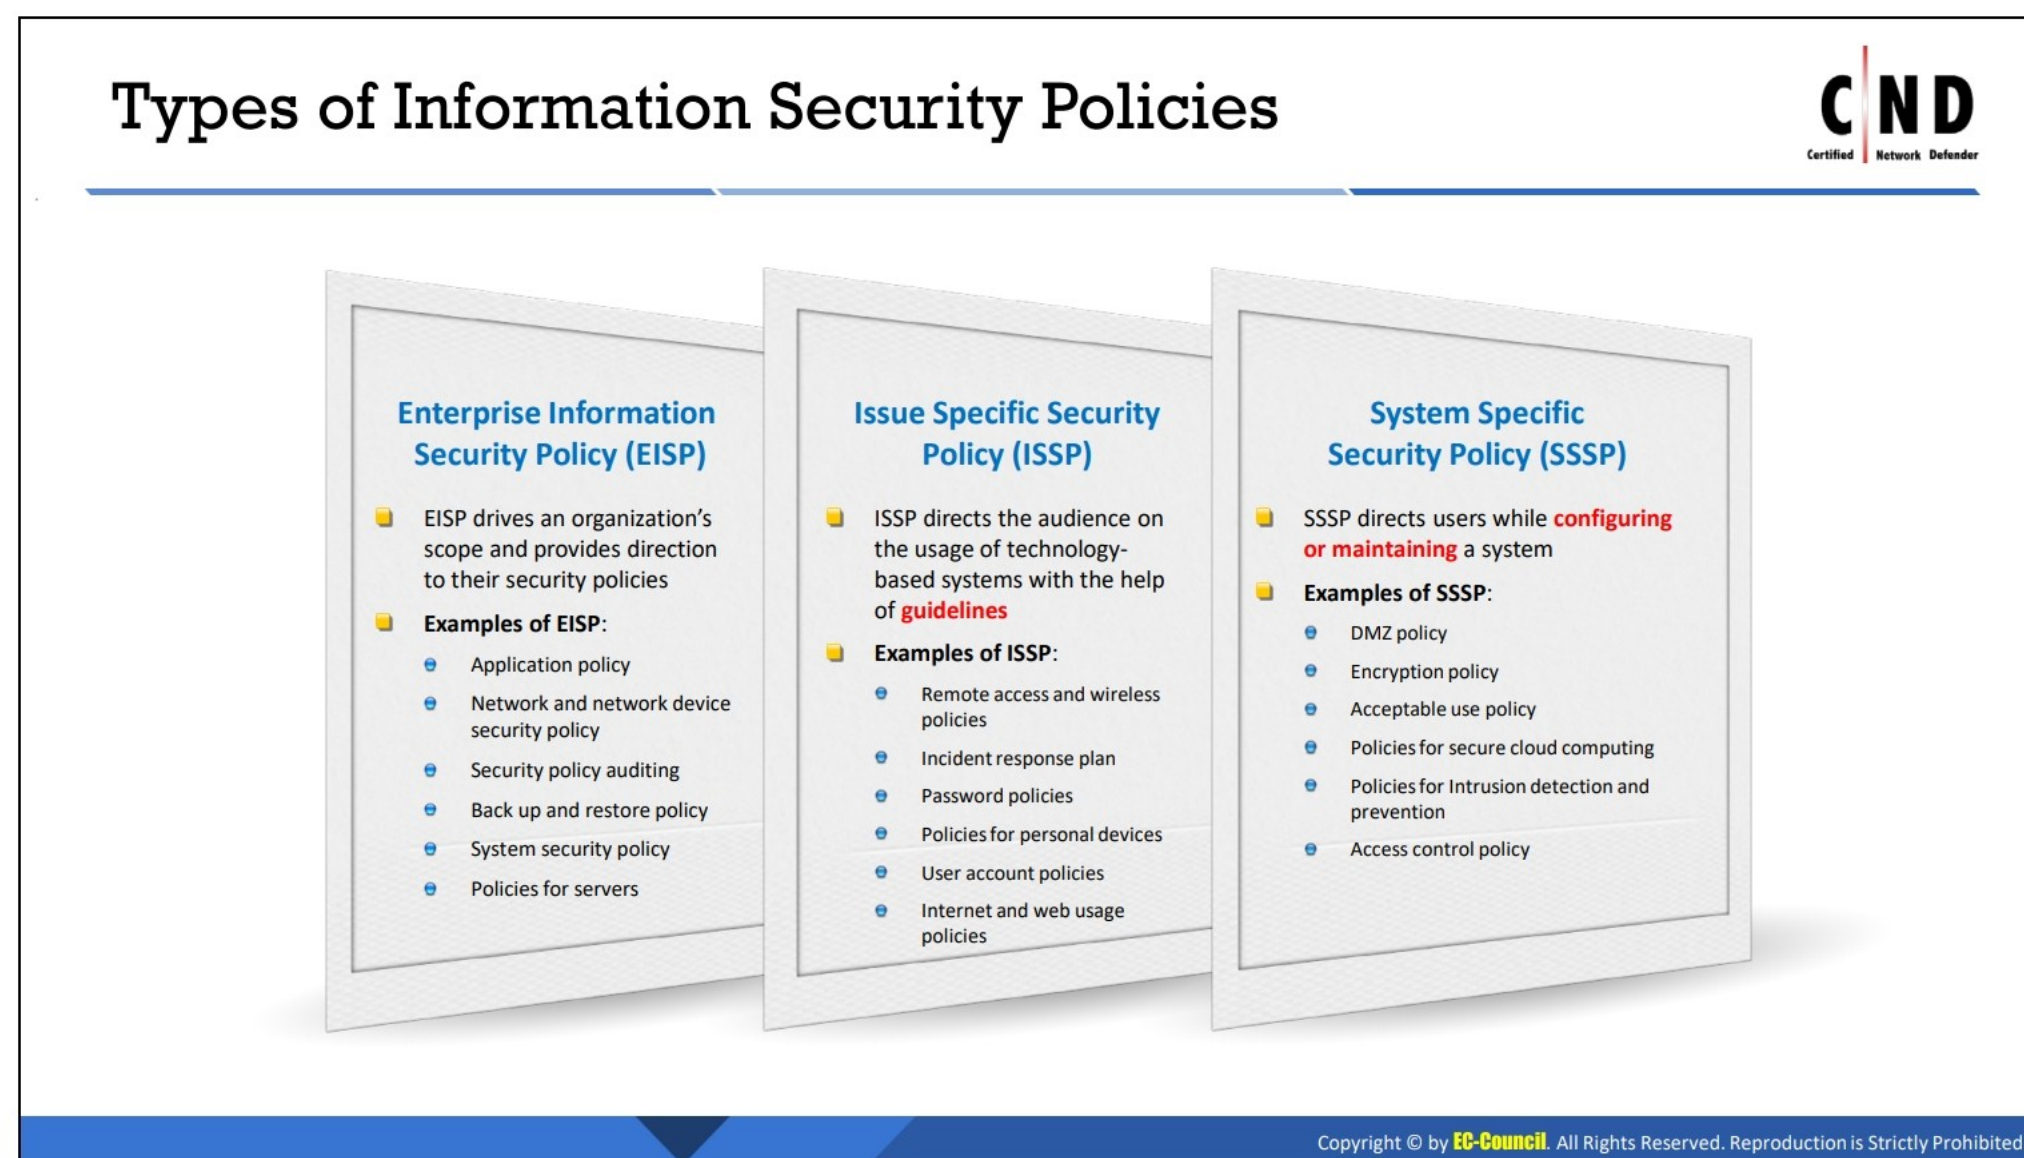 Types of Information Security Policies
C ND
Certified Network Defender
Enterprise Information
Security Policy (EISP)
EISP drives an organization's
scope and provides direction
to their security policies
Examples of EISP:
Application policy
Network and network device
security policy
Security policy auditing
Back up and restore policy
System security policy
Policies for servers
Issue Specific Security
Policy (ISSP)
ISSP directs the audience on
the usage of technology-
based systems with the help
of guidelines
Examples of ISSP:
Remote access and wireless
policies
Incident response plan
Password policies
Policies for personal devices
User account policies
Internet and web usage
policies
System Specific
Security Policy (SSSP)
SSSP directs users while configuring
or maintaining a system
Examples of SSSP:
DMZ policy
Encryption policy
Acceptable use policy
Policies for secure cloud computing
Policies for Intrusion detection and
prevention
Access control policy
Copyright © by EC-Council. All Rights Reserved. Reproduction is Strictly Prohibited